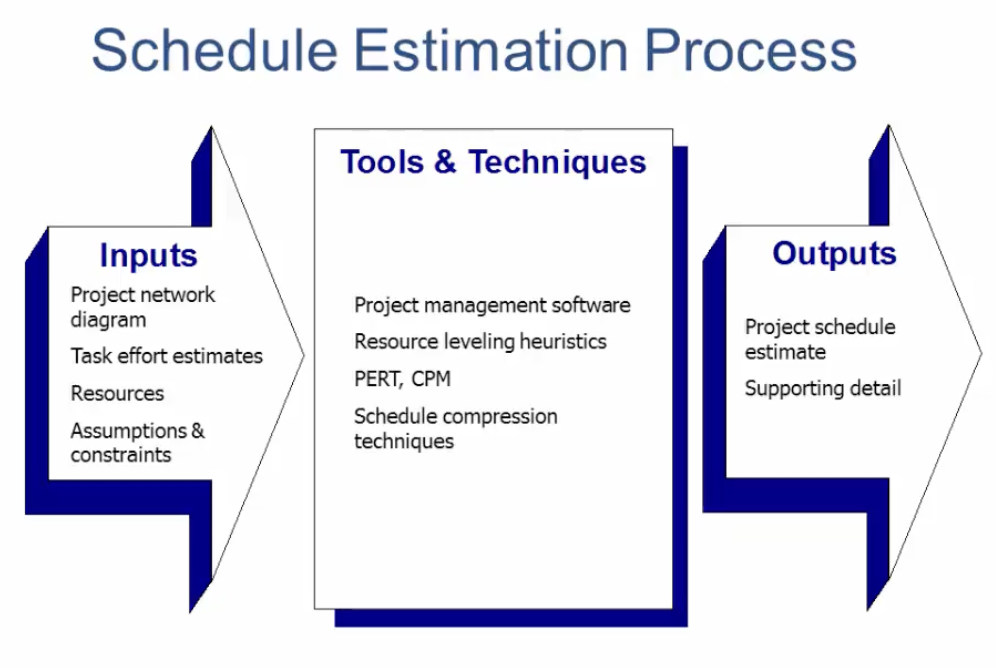 Schedule Estimation Process
Inputs
Project network
diagram
Task effort estimates
Resources
Assumptions &
constraints
Tools & Techniques
Project management software
Resource leveling heuristics
PERT, CPM
Schedule compression
techniques
Outputs
Project schedule
estimate
Supporting detail